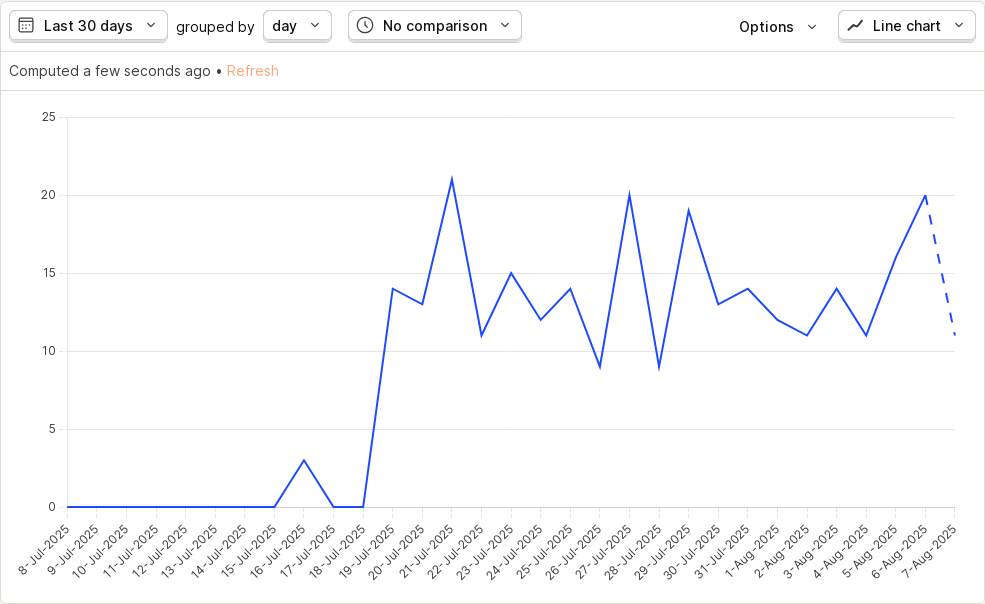 Last 30 days grouped by day No comparison Options Line chart
Computed a few seconds ago • Refresh
25
20
15
10
5
0
8-Jul-2025
9-Jul-2025
10-Jul-2025
11-Jul-2025
12-Jul-2025
13-Jul-2025
14-Jul-2025
15-Jul-2025
16-Jul-2025
17-Jul-2025
18-Jul-2025
19-Jul-2025
20-Jul-2025
21-Jul-2025
22-Jul-2025
23-Jul-2025
24-Jul-2025
25-Jul-2025
26-Jul-2025
27-Jul-2025
28-Jul-2025
29-Jul-2025
30-Jul-2025
31-Jul-2025
1-Aug-2025
2-Aug-2025
3-Aug-2025
4-Aug-2025
5-Aug-2025
6-Aug-2025
7-Aug-2025